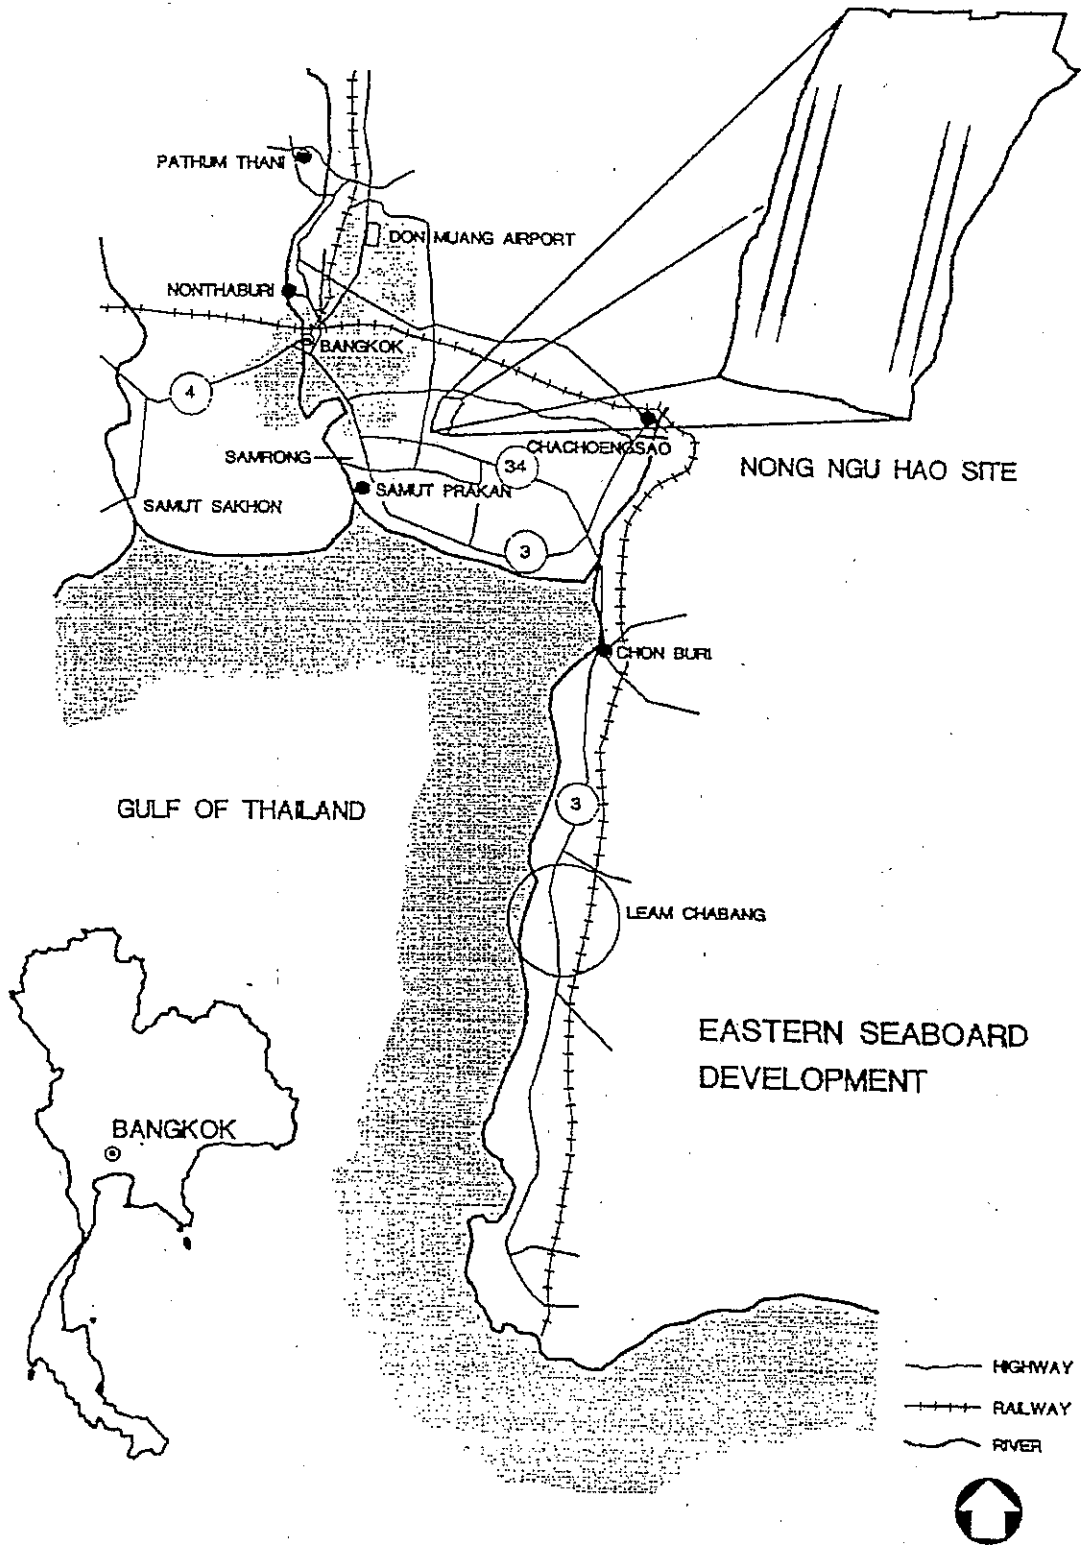 PATHUM THANI
DON MUANG AIRPORT
NONTHABURI
BANGKOK
4
CHACHOENGSAO
SAMRONG
34
NONG NGU HAO SITE
SAMUT PRAKAN
SAMUT SAKHON
3
CHON BURI
GULF OF THAILAND
3
LEAM CHABANG
EASTERN SEABOARD
DEVELOPMENT
BANGKOK
HIGHWAY
RAILWAY
RIVER